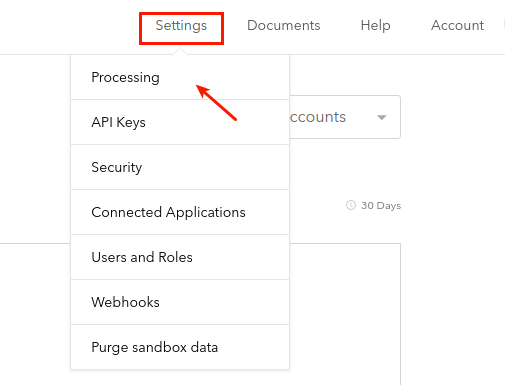 Settings Documents Help Account
Processing
API Keys
ccounts
Security
Connected Applications
30 Days
Users and Roles
Webhooks
Purge sandbox data